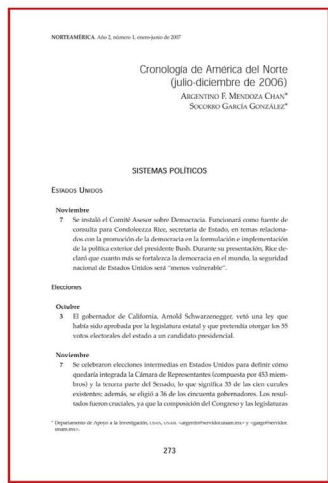 NORTEAMÉRICA. Año 2, número 1, enero-junio de 2007
Cronología de América del Norte
(julio-diciembre de 2006)
ARGENTINO F. MENDOZA CHAN*
SOCORRO GARCÍA GONZÁLEZ*
SISTEMAS POLÍTICOS
ESTADOS UNIDOS
Noviembre
7 Se instaló el Comité Asesor sobre Democracia. Funcionará como fuente de
consulta para Condoleezza Rice, secretaria de Estado, en temas relaciona-
dos con la promoción de la democracia en la formulación e implementación
de la política exterior del presidente Bush. Durante su presentación, Rice de-
claró que cuanto más se fortalezca la democracia en el mundo, la seguridad
nacional de Estados Unidos será “menos vulnerable”.
Elecciones
Octubre
3 El gobernador de California, Arnold Schwarzenegger, vetó una ley que
había sido aprobada por la legislatura estatal y que pretendía otorgar los 55
votos electorales del estado a un candidato presidencial.
Noviembre
7 Se celebraron elecciones intermedias en Estados Unidos para definir cómo
quedaría integrada la Cámara de Representantes (compuesta por 453 miem-
bros) y la tercera parte del Senado, lo que significa 33 de las cien curules
existentes; además, se eligió a 36 de los cincuenta gobernadores. Los resul-
tados fueron cruciales, ya que la composición del Congreso y las legislaturas
* Departamento de Apoyo a la Investigación, CISAN, UNAM. <argento@servidor.unam.mx> y <gargo@servidor.
unam.mx>.
273